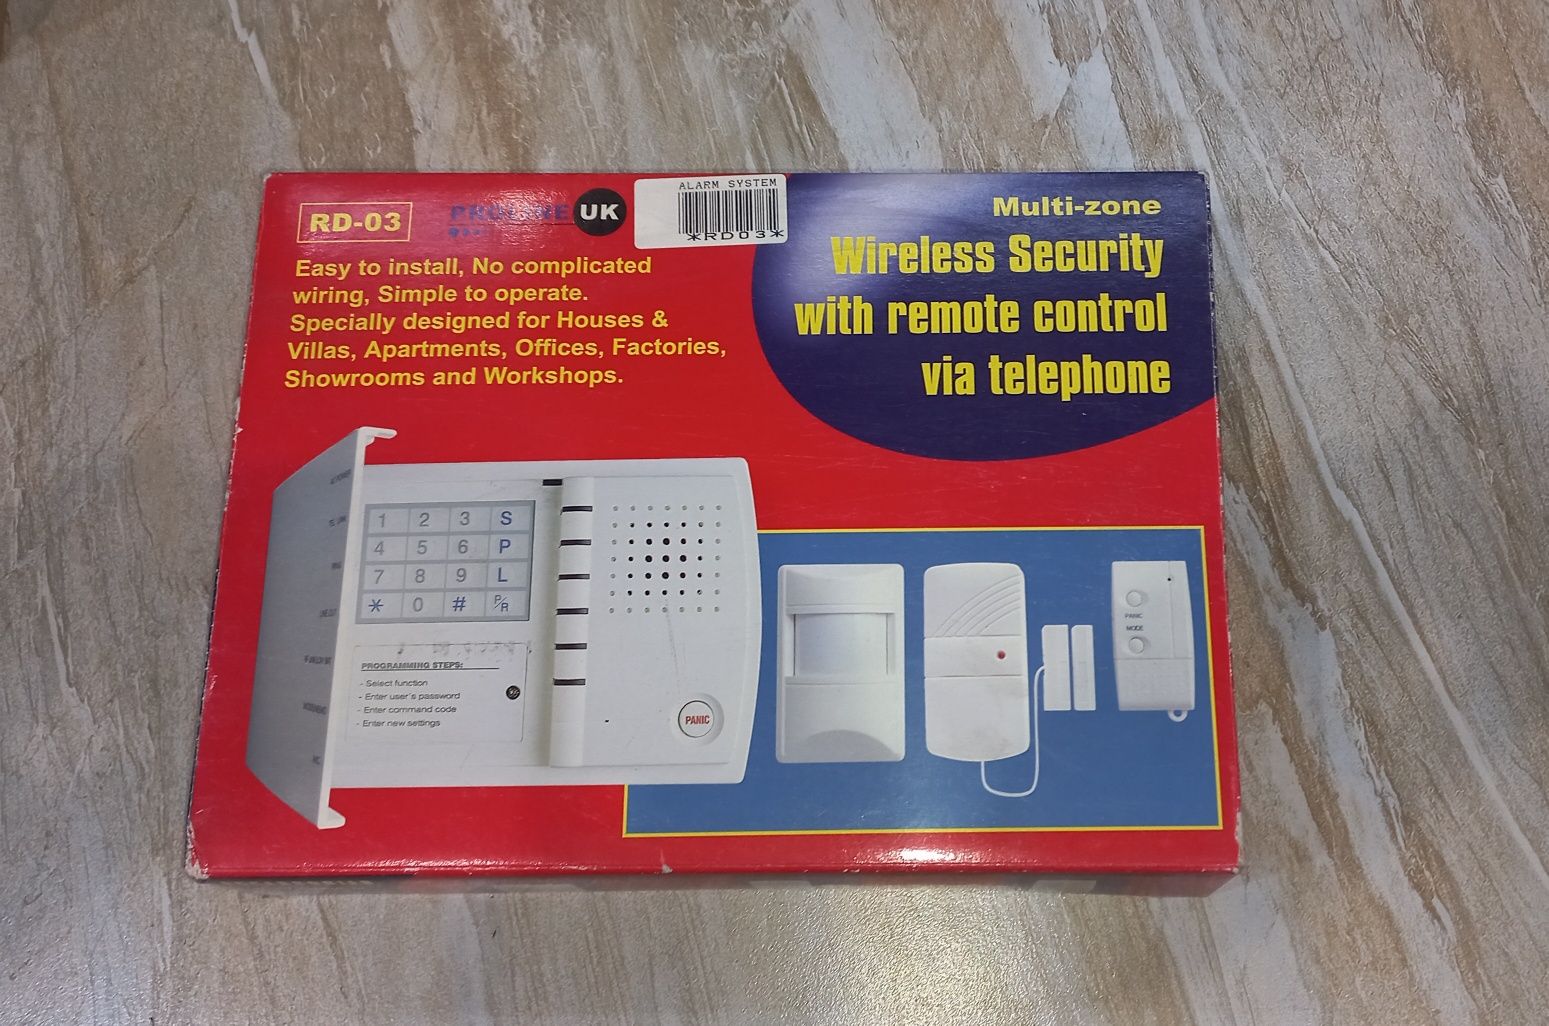 RD-03
PROLINE UK
ALARM SYSTEM
*RD03*
Easy to install, No complicated
wiring, Simple to operate.
Specially designed for Houses &
Villas, Apartments, Offices, Factories,
Showrooms and Workshops.
Multi-zone
Wireless Security
with remote control
via telephone
1 2 3 S
4 5 6 P
7 8 9 L
* 0 # P/R
PROGRAMMING STEPS:
- Select function
- Enter user's password
- Enter command code
- Enter new settings
PANIC
PANIC
MODE